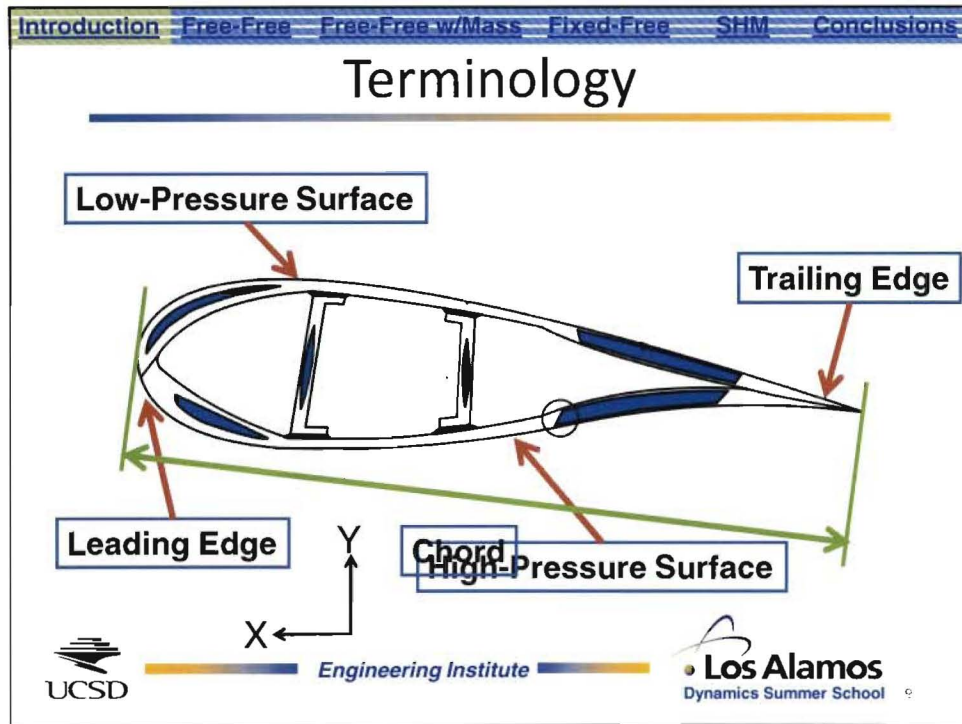 Introduction Free-Free Free-Free w/Mass Fixed-Free SHM Conclusions
Terminology
Low-Pressure Surface
Trailing Edge
Leading Edge
Y
Chord
High-Pressure Surface
X
UCSD
Engineering Institute
Los Alamos
Dynamics Summer School
9